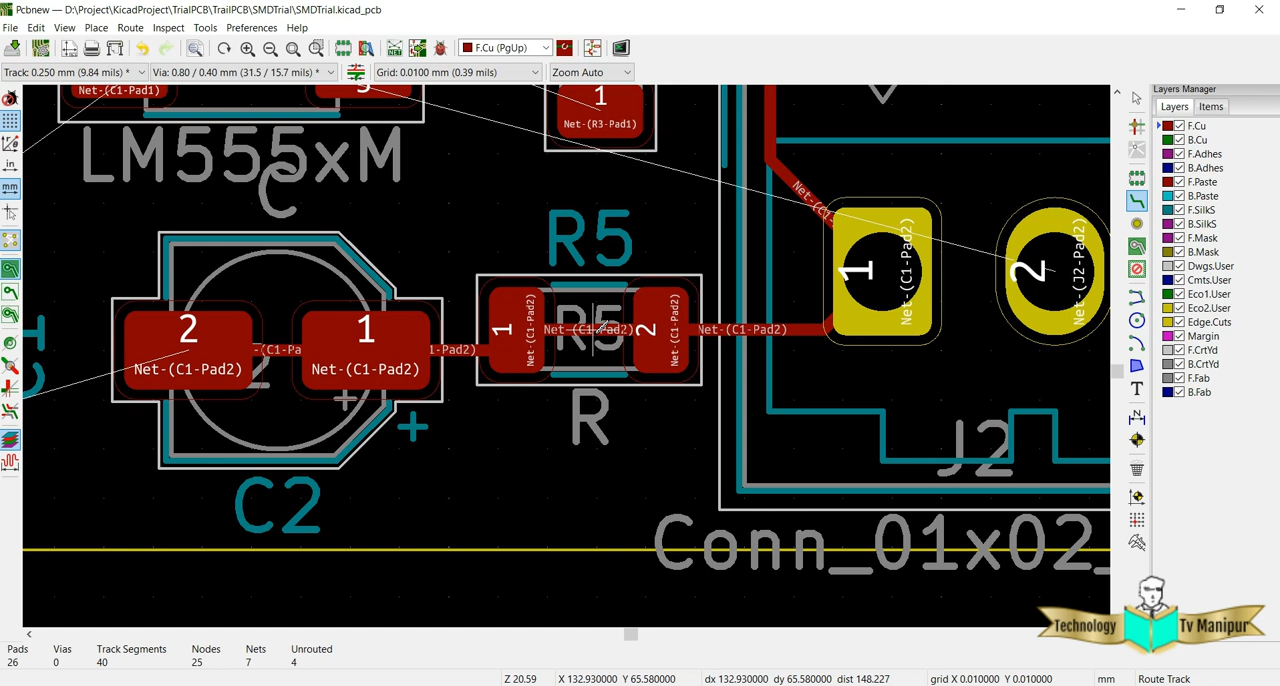 Pcbnew — D:\Project\KicadProject\TrialPCB\TrailPCB\SMDTrial\SMDTrial.kicad_pcb
File Edit View Place Route Inspect Tools Preferences Help
NET F.Cu (PgUp)
Track: 0.250 mm (9.84 mils) * Via: 0.80 / 0.40 mm (31.5 / 15.7 mils) * Grid: 0.0100 mm (0.39 mils) Zoom Auto
Layers Manager
Layers Items
F.Cu
B.Cu
F.Adhes
B.Adhes
F.Paste
B.Paste
F.SilkS
B.SilkS
F.Mask
B.Mask
Dwgs.User
Cmts.User
Eco1.User
Eco2.User
Edge.Cuts
Margin
F.CrtYd
B.CrtYd
F.Fab
B.Fab
in
mm
T
N
Net-(C1-Pad1)
1
Net-(R3-Pad1)
LM555xM
C
R5
2
Net-(C1-Pad2)
1
Net-(C1-Pad2)
+
+
C2
1
Net-(C1-Pad2)
R5
Net-(C1-Pad2)
2
Net-(C1-Pad2)
R
Net-(C1-Pad2)
1
Net-(C1-Pad2)
2
Net-(J2-Pad2)
J2
Conn_01x02_
Technology Tv Manipur
Pads Vias Track Segments Nodes Nets Unrouted
26 0 40 25 7 4
Z 20.59 X 132.930000 Y 65.580000 dx 132.930000 dy 65.580000 dist 148.227 grid X 0.010000 Y 0.010000 mm Route Track